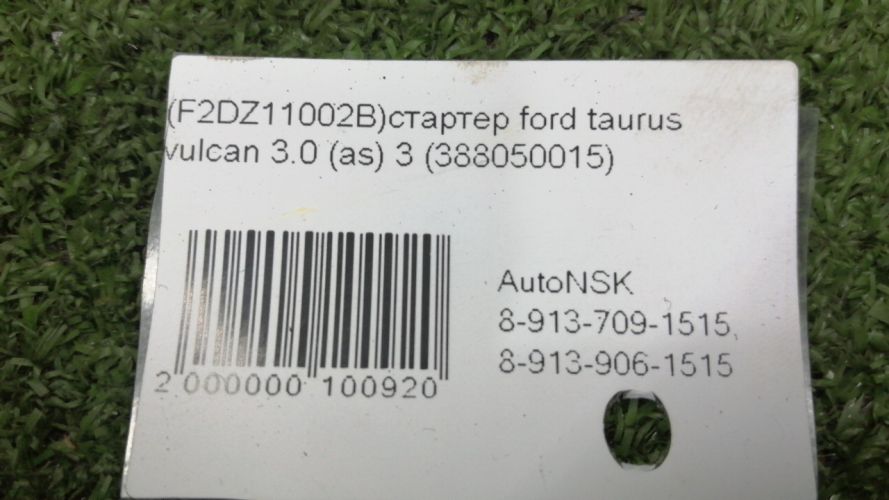 (F2DZ11002B)стартер ford taurus
vulcan 3.0 (as) 3 (388050015)
AutoNSK
8-913-709-1515,
8-913-906-1515
2 000000 100920